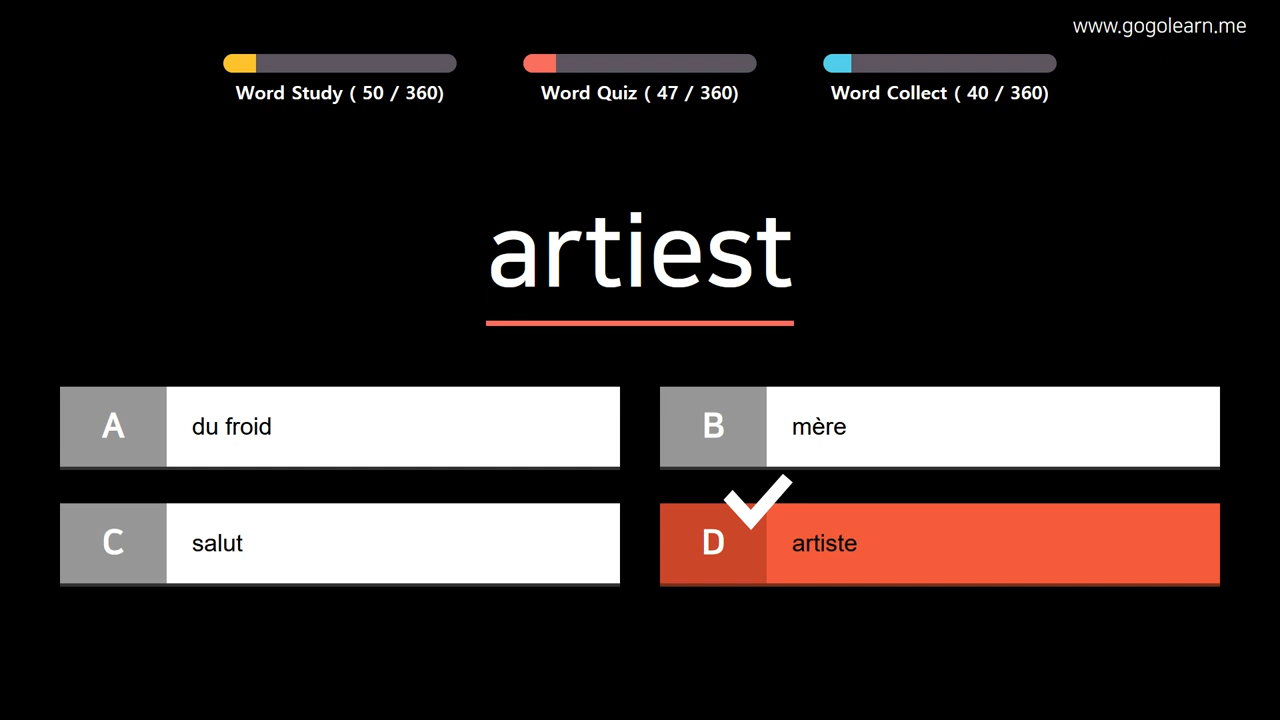 www.gogolearn.me
Word Study ( 50 / 360)
Word Quiz ( 47 / 360)
Word Collect ( 40 / 360)
artiest
A
du froid
B
mère
C
salut
D
artiste